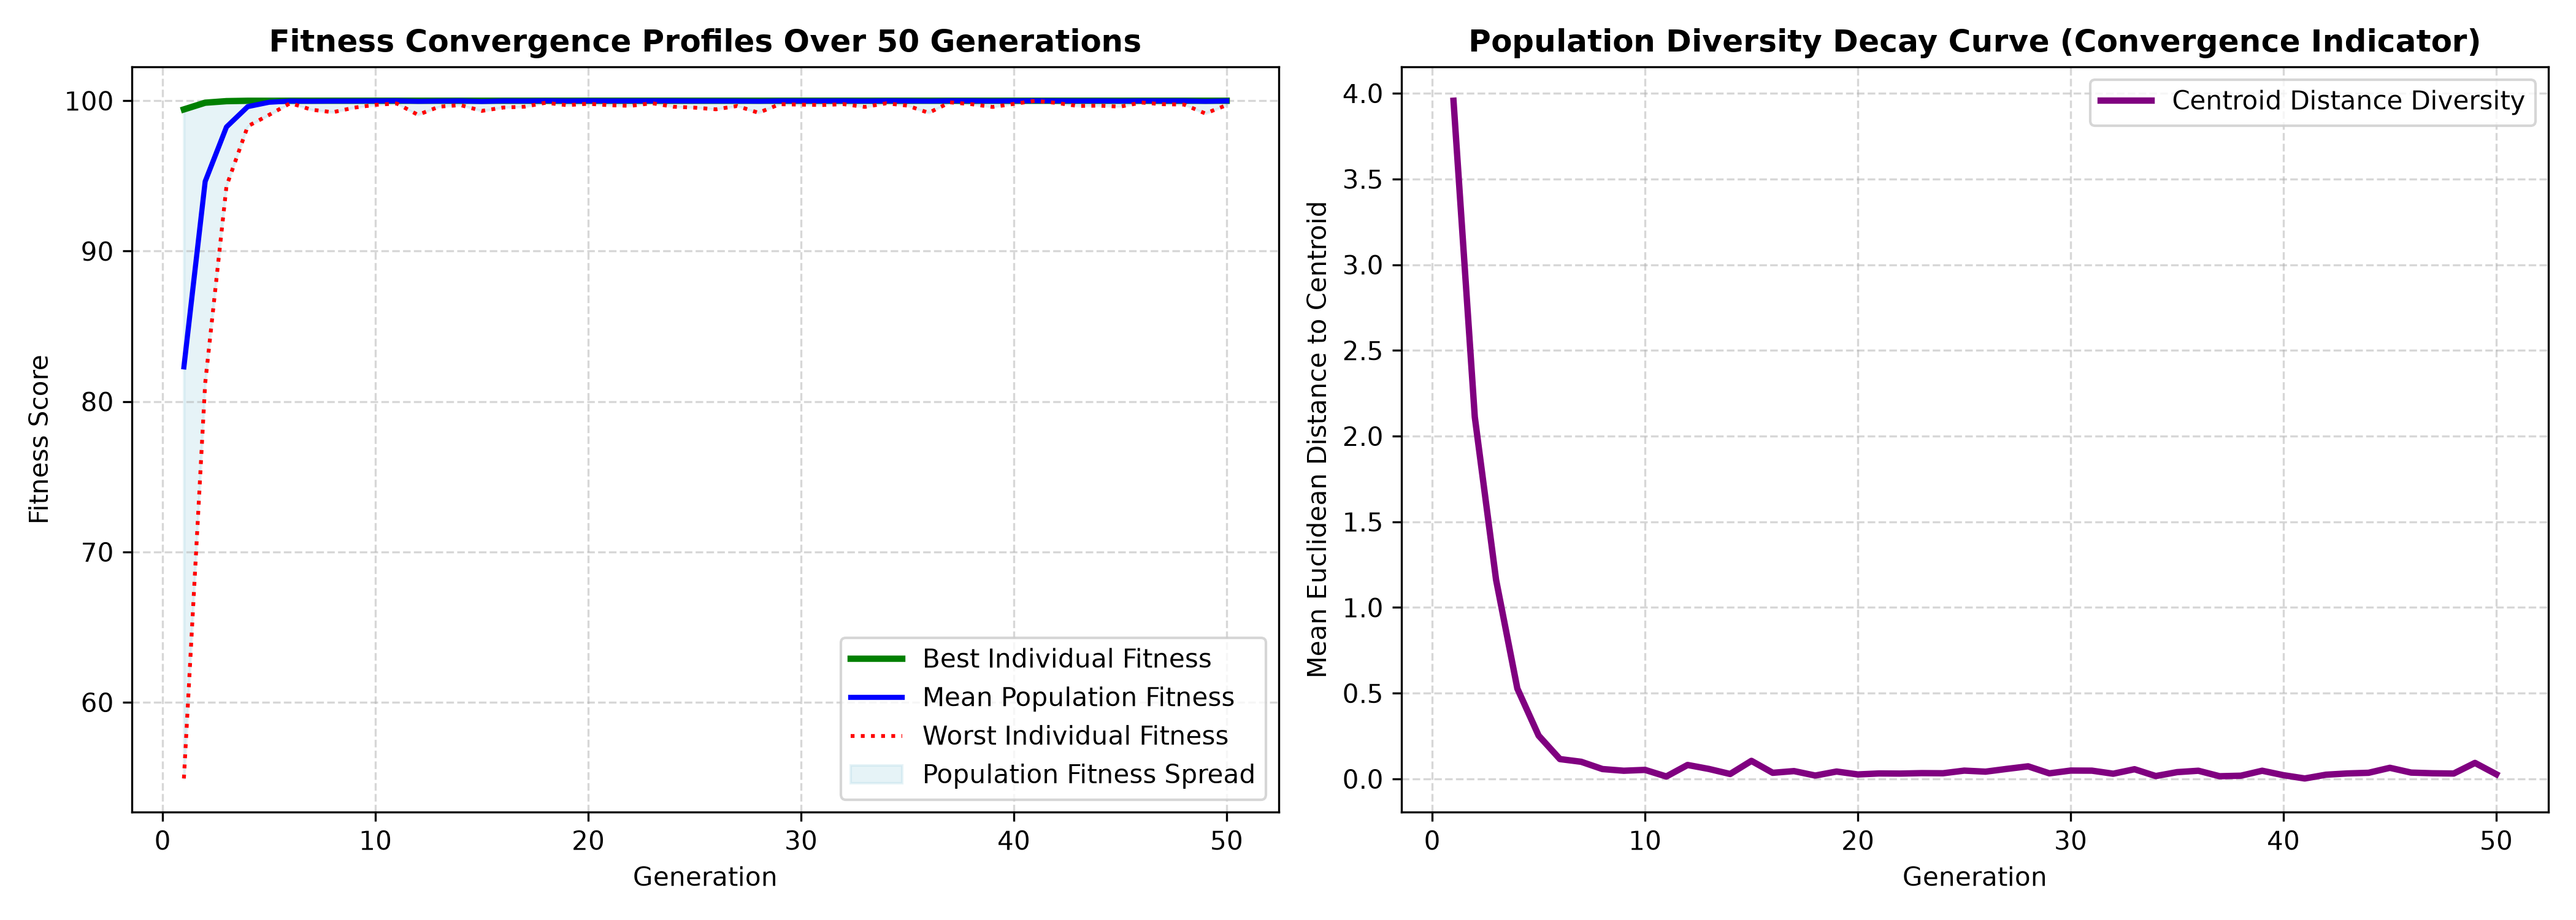 Fitness Convergence Profiles Over 50 Generations
Fitness Score
100
90
80
70
60
Best Individual Fitness
Mean Population Fitness
Worst Individual Fitness
Population Fitness Spread
0 10 20 30 40 50
Generation
Population Diversity Decay Curve (Convergence Indicator)
Mean Euclidean Distance to Centroid
4.0
3.5
3.0
2.5
2.0
1.5
1.0
0.5
0.0
Centroid Distance Diversity
0 10 20 30 40 50
Generation